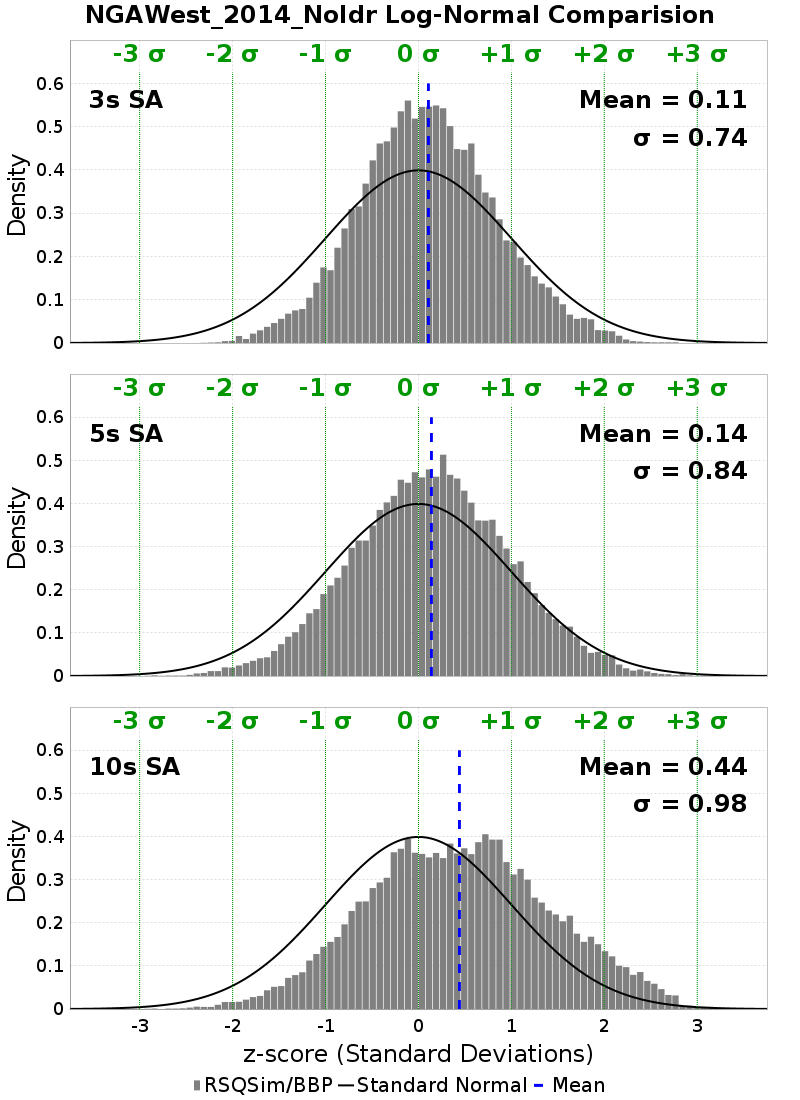 NGAWest_2014_NoIdr Log-Normal Comparision
-3 σ -2 σ -1 σ 0 σ +1 σ +2 σ +3 σ
3s SA
Mean = 0.11
σ = 0.74
0.6
0.5
0.4
0.3
0.2
0.1
0
Density
-3 σ -2 σ -1 σ 0 σ +1 σ +2 σ +3 σ
5s SA
Mean = 0.14
σ = 0.84
0.6
0.5
0.4
0.3
0.2
0.1
0
Density
-3 σ -2 σ -1 σ 0 σ +1 σ +2 σ +3 σ
10s SA
Mean = 0.44
σ = 0.98
0.6
0.5
0.4
0.3
0.2
0.1
0
Density
-3 -2 -1 0 1 2 3
z-score (Standard Deviations)
RSQSim/BBP Standard Normal Mean